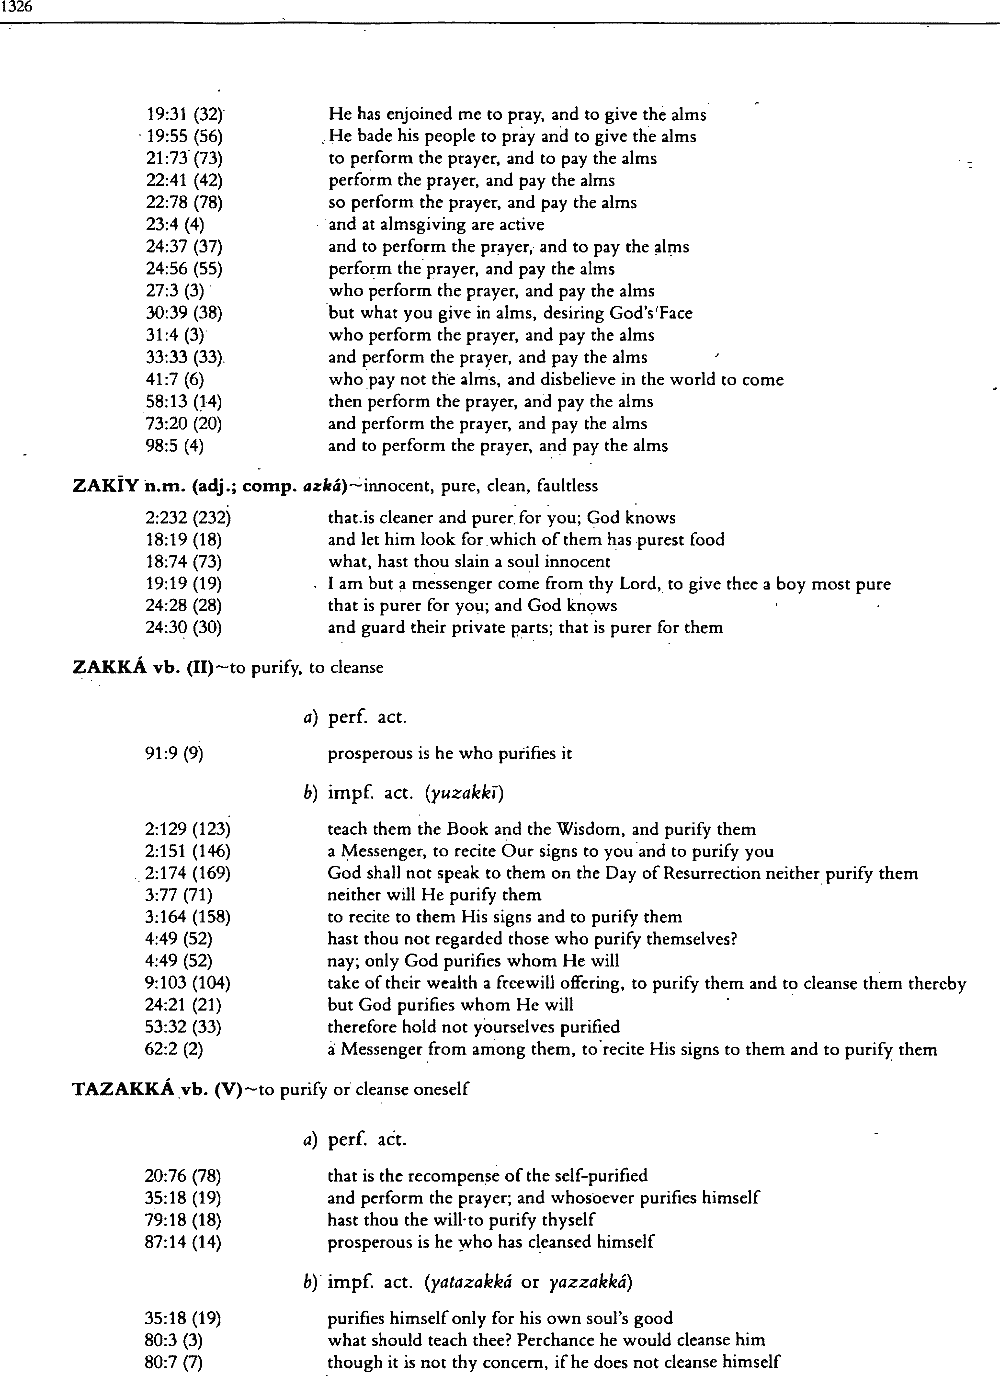 1326
19:31 (32) He has enjoined me to pray, and to give the alms
19:55 (56) He bade his people to pray and to give the alms
21:73 (73) to perform the prayer, and to pay the alms
22:41 (42) perform the prayer, and pay the alms
22:78 (78) so perform the prayer, and pay the alms
23:4 (4) and at almsgiving are active
24:37 (37) and to perform the prayer, and to pay the alms
24:56 (55) perform the prayer, and pay the alms
27:3 (3) who perform the prayer, and pay the alms
30:39 (38) but what you give in alms, desiring God's Face
31:4 (3) who perform the prayer, and pay the alms
33:33 (33) and perform the prayer, and pay the alms
41:7 (6) who pay not the alms, and disbelieve in the world to come
58:13 (14) then perform the prayer, and pay the alms
73:20 (20) and perform the prayer, and pay the alms
98:5 (4) and to perform the prayer, and pay the alms
ZAKĪY n.m. (adj.; comp. azká)~innocent, pure, clean, faultless
2:232 (232) that is cleaner and purer for you; God knows
18:19 (18) and let him look for which of them has purest food
18:74 (73) what, hast thou slain a soul innocent
19:19 (19) I am but a messenger come from thy Lord, to give thee a boy most pure
24:28 (28) that is purer for you; and God knows
24:30 (30) and guard their private parts; that is purer for them
ZAKKÁ vb. (II)~to purify, to cleanse
a) perf. act.
91:9 (9) prosperous is he who purifies it
b) impf. act. (yuzakkī)
2:129 (123) teach them the Book and the Wisdom, and purify them
2:151 (146) a Messenger, to recite Our signs to you and to purify you
2:174 (169) God shall not speak to them on the Day of Resurrection neither purify them
3:77 (71) neither will He purify them
3:164 (158) to recite to them His signs and to purify them
4:49 (52) hast thou not regarded those who purify themselves?
4:49 (52) nay; only God purifies whom He will
9:103 (104) take of their wealth a freewill offering, to purify them and to cleanse them thereby
24:21 (21) but God purifies whom He will
53:32 (33) therefore hold not yourselves purified
62:2 (2) a Messenger from among them, to recite His signs to them and to purify them
TAZAKKÁ vb. (V)~to purify or cleanse oneself
a) perf. act.
20:76 (78) that is the recompense of the self-purified
35:18 (19) and perform the prayer; and whosoever purifies himself
79:18 (18) hast thou the will to purify thyself
87:14 (14) prosperous is he who has cleansed himself
b) impf. act. (yatazakká or yazzakká)
35:18 (19) purifies himself only for his own soul's good
80:3 (3) what should teach thee? Perchance he would cleanse him
80:7 (7) though it is not thy concern, if he does not cleanse himself